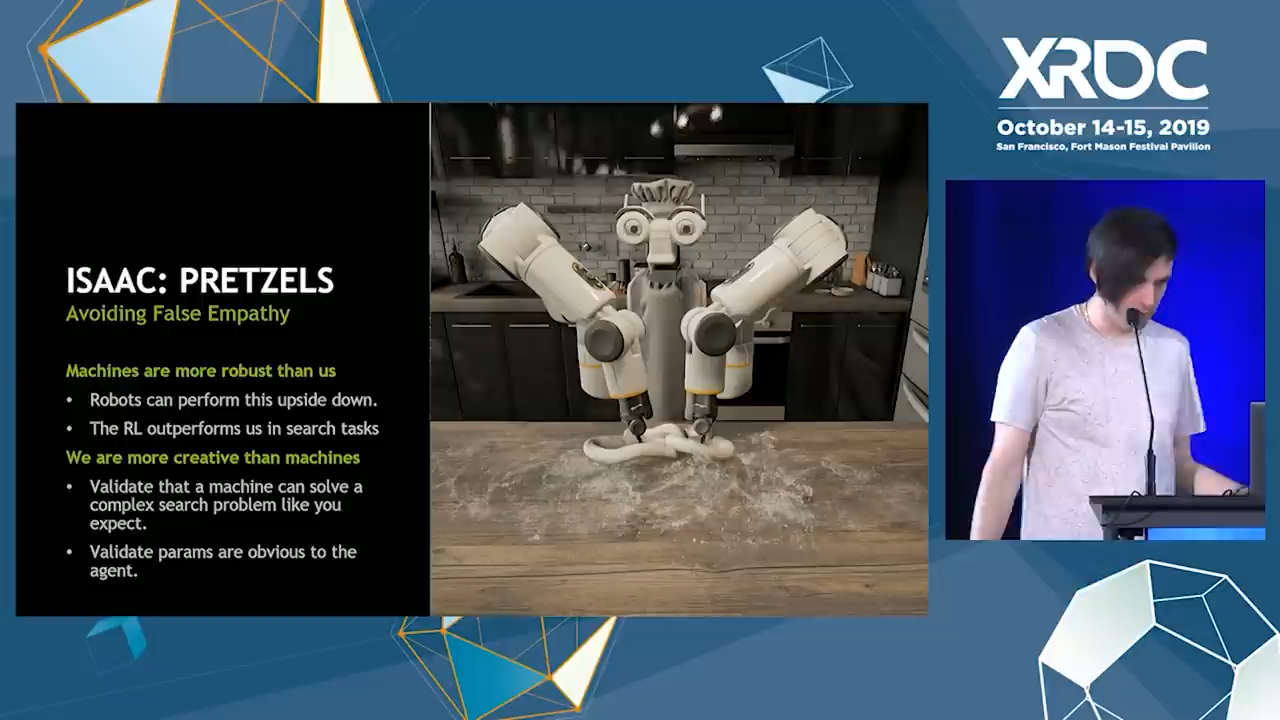 XRDC
October 14-15, 2019
San Francisco, Fort Mason Festival Pavilion
ISAAC: PRETZELS
Avoiding False Empathy
Machines are more robust than us
• Robots can perform this upside down.
• The RL outperforms us in search tasks
We are more creative than machines
• Validate that a machine can solve a
complex search problem like you
expect.
• Validate params are obvious to the
agent.